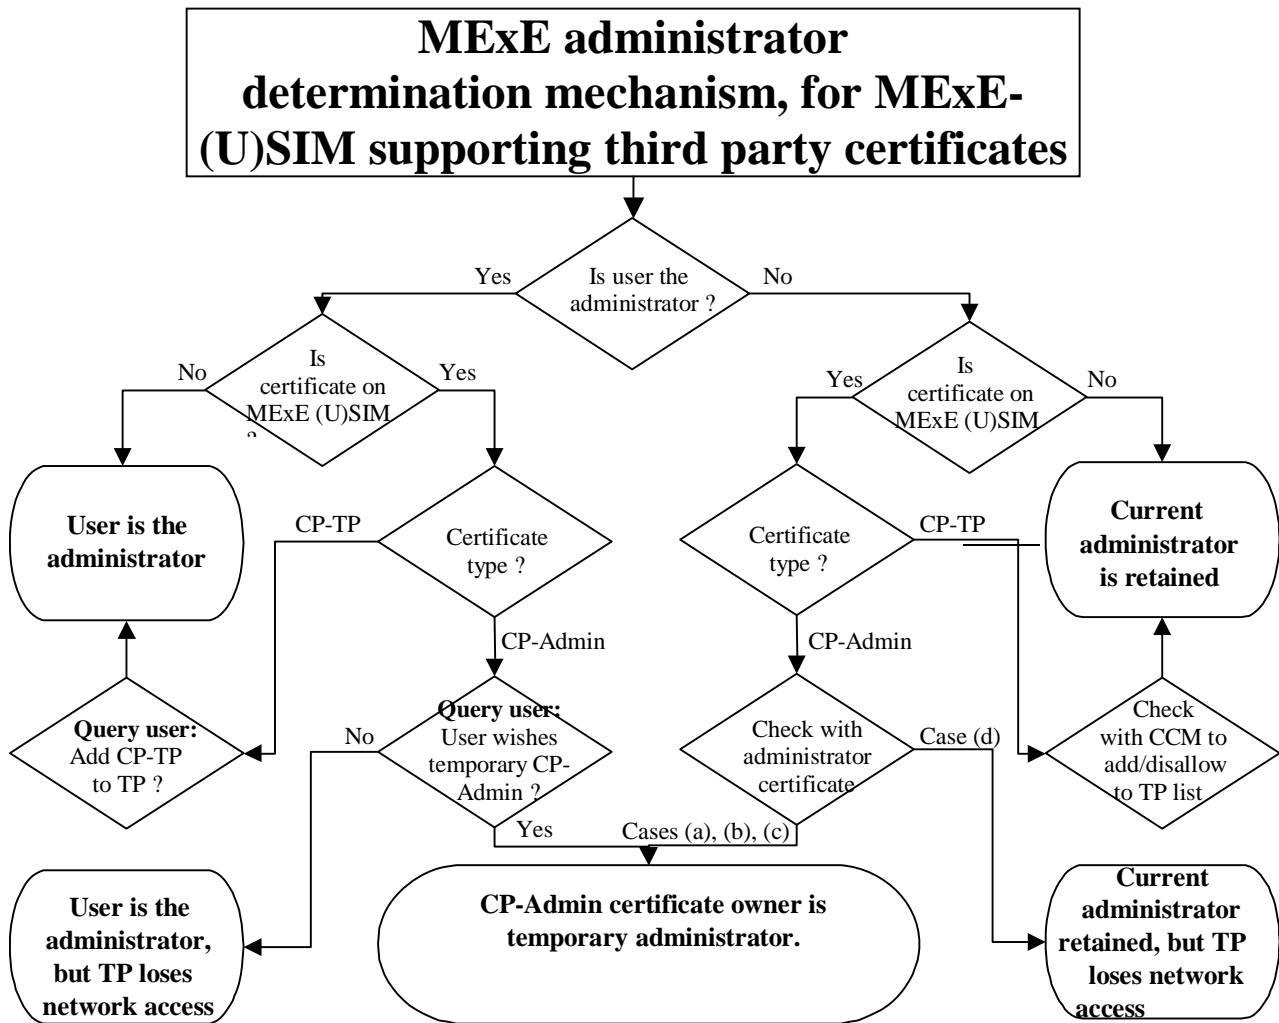 MExE administrator
determination mechanism, for MExE-
(U)SIM supporting third party certificates
Is user the
administrator ?
Yes
No
Is
certificate on
MExE (U)SIM
?
No
Yes
Is
certificate on
MExE (U)SIM
Yes
No
User is the
administrator
CP-TP
Certificate
type ?
Certificate
type ?
CP-TP
Current
administrator
is retained
CP-Admin
CP-Admin
Query user:
Add CP-TP
to TP ?
No
Query user:
User wishes
temporary CP-
Admin ?
Check with
administrator
certificate
Case (d)
Check
with CCM to
add/disallow
to TP list
Yes
Cases (a), (b), (c)
User is the
administrator,
but TP loses
network access
CP-Admin certificate owner is
temporary administrator.
Current
administrator
retained, but TP
loses network
access